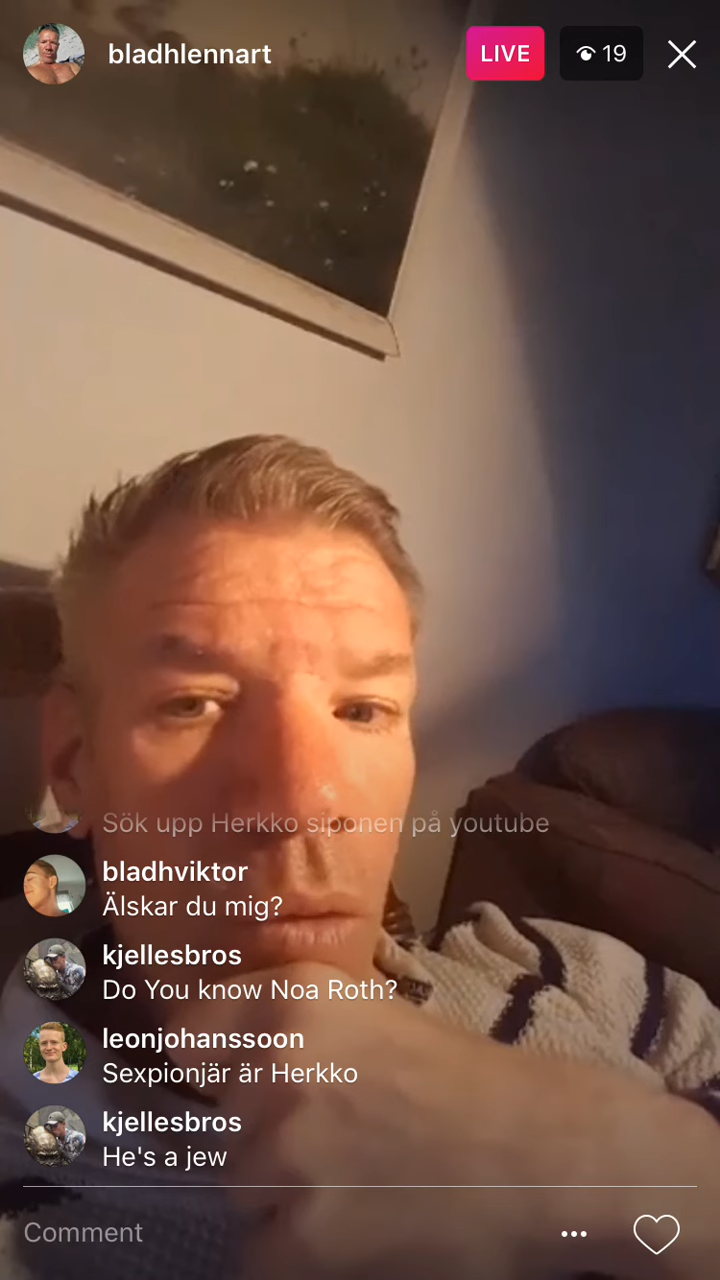 bladhlennart
LIVE
19
Sök upp Herkko siponen på youtube
bladhviktor
Älskar du mig?
kjellesbros
Do You know Noa Roth?
leonjohanssoon
Sexpionjär är Herkko
kjellesbros
He's a jew
Comment